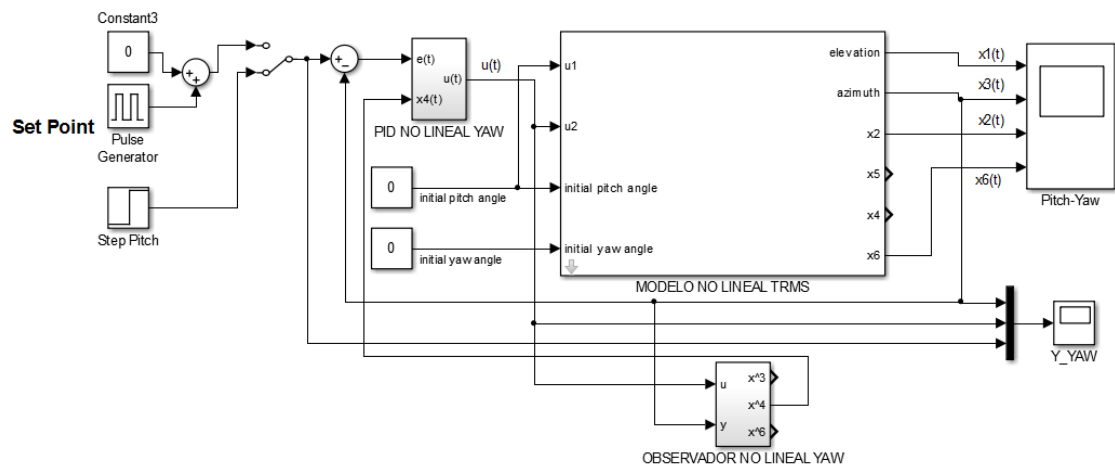 Constant3
0
+
+
Set Point
Pulse
Generator
Step Pitch
+
−
e(t)
u(t)
x4(t)
PID NO LINEAL YAW
u(t)
0
initial pitch angle
0
initial yaw angle
u1
u2
initial pitch angle
initial yaw angle
elevation
azimuth
x2
x5
x4
x6
MODELO NO LINEAL TRMS
x1(t)
x3(t)
x2(t)
x6(t)
Pitch-Yaw
Y_YAW
u
y
x^3
x^4
x^6
OBSERVADOR NO LINEAL YAW